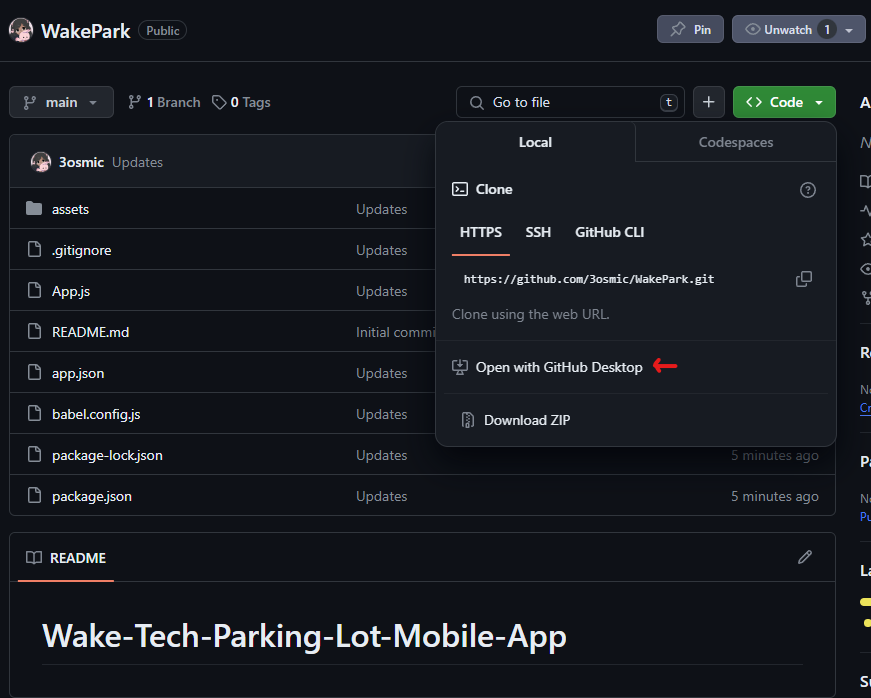 WakePark Public Pin Unwatch 1
main 1 Branch 0 Tags Go to file t + Code
Local Codespaces
3osmic Updates
Clone
assets Updates
HTTPS SSH GitHub CLI
.gitignore Updates
https://github.com/3osmic/WakePark.git
App.js Updates
Clone using the web URL.
README.md Initial commi
Open with GitHub Desktop
app.json Updates
babel.config.js Updates
Download ZIP
package-lock.json Updates 5 minutes ago
package.json Updates 5 minutes ago
README
Wake-Tech-Parking-Lot-Mobile-App